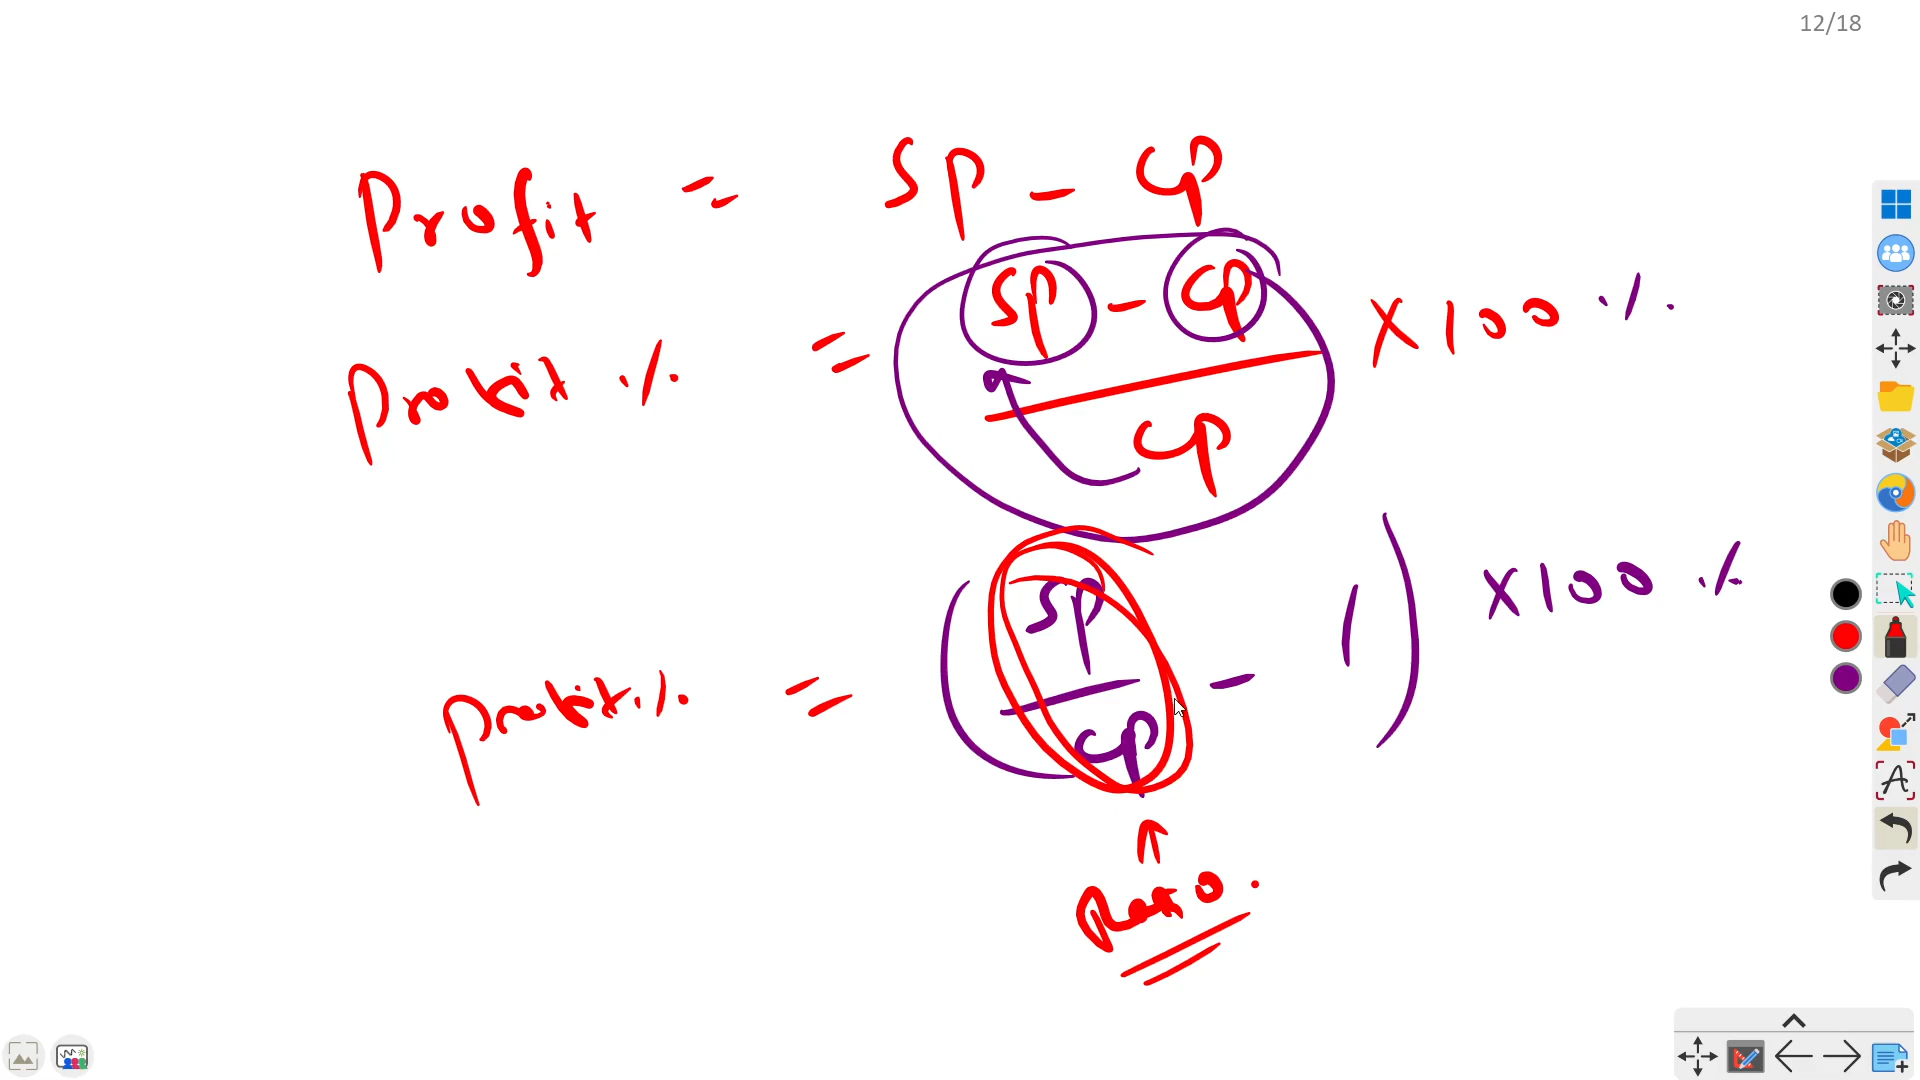 12/18
Profit = SP - CP
Profit % = SP - CP / CP X 100 %
Profit % = ( SP / CP - 1 ) X 100 %
Ratio.